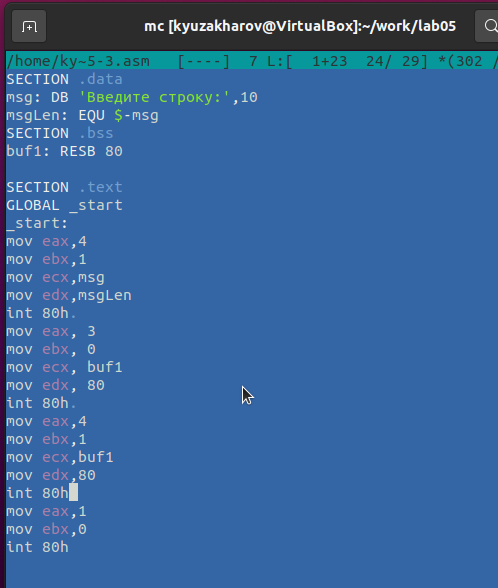 mc [kyuzakharov@VirtualBox]:~/work/lab05
/home/ky~5-3.asm   [----]  7 L:[  1+23  24/ 29] *(302 /
SECTION .data
msg: DB 'Введите строку:',10
msgLen: EQU $-msg
SECTION .bss
buf1: RESB 80

SECTION .text
GLOBAL _start
_start:
mov eax,4
mov ebx,1
mov ecx,msg
mov edx,msgLen
int 80h.
mov eax, 3
mov ebx, 0
mov ecx, buf1
mov edx, 80
int 80h.
mov eax,4
mov ebx,1
mov ecx,buf1
mov edx,80
int 80h
mov eax,1
mov ebx,0
int 80h